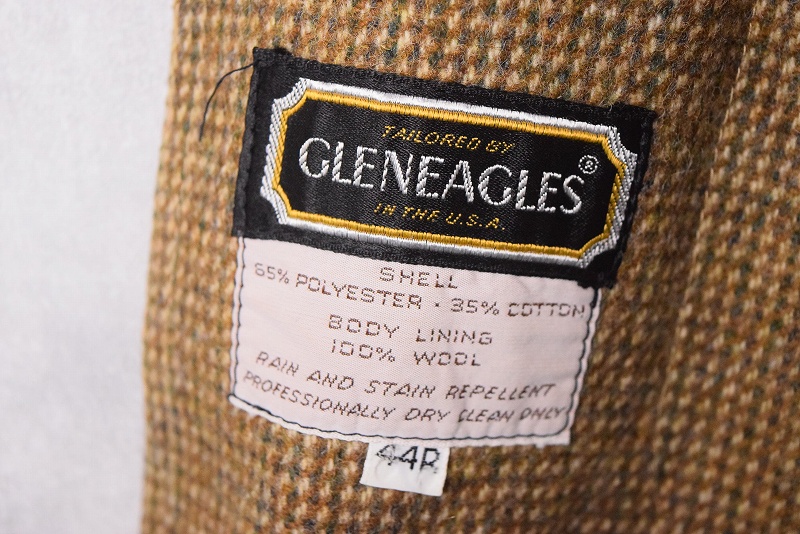 TAILORED BY
GLENEAGLES®
IN THE U.S.A.
SHELL
65% POLYESTER · 35% COTTON
BODY LINING
100% WOOL
RAIN AND STAIN REPELLENT
PROFESSIONALLY DRY CLEAN ONLY
44R